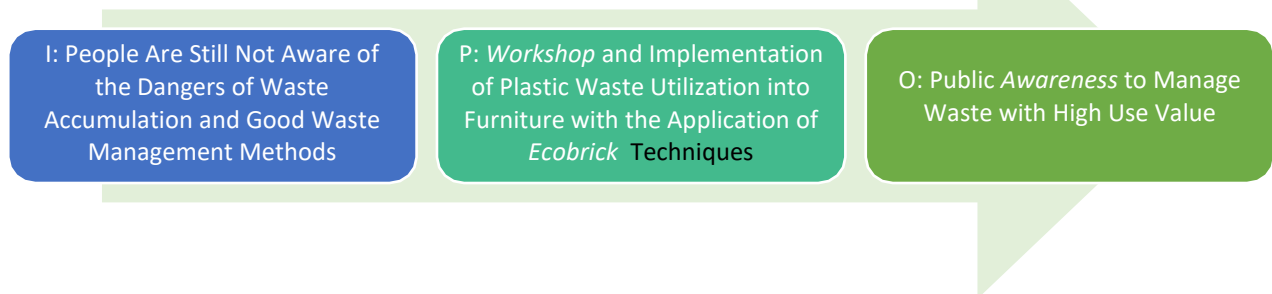 I: People Are Still Not Aware of
the Dangers of Waste
Accumulation and Good Waste
Management Methods
P: Workshop and Implementation
of Plastic Waste Utilization into
Furniture with the Application of
Ecobrick Techniques
O: Public Awareness to Manage
Waste with High Use Value